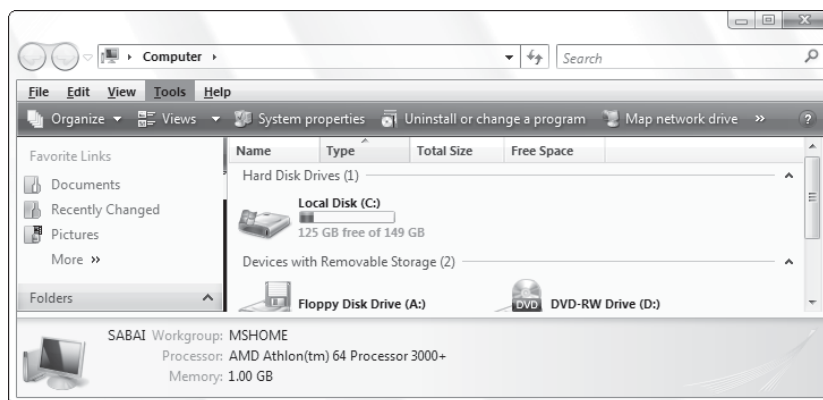 Computer
Search
File Edit View Tools Help
Organize Views System properties Uninstall or change a program Map network drive » ?
Favorite Links
Documents
Recently Changed
Pictures
More »
Folders
Name Type Total Size Free Space
Hard Disk Drives (1)
Local Disk (C:)
125 GB free of 149 GB
Devices with Removable Storage (2)
Floppy Disk Drive (A:)
DVD
DVD-RW Drive (D:)
SABAI Workgroup: MSHOME
Processor: AMD Athlon(tm) 64 Processor 3000+
Memory: 1.00 GB